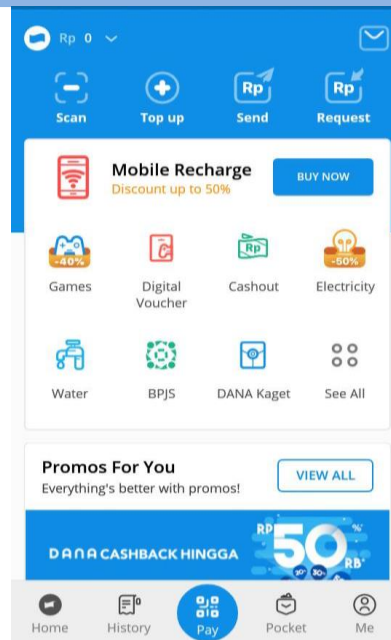 Rp 0
Rp
Rp
Scan Top up Send Request
Mobile Recharge
Discount up to 50%
BUY NOW
-40%
Rp
-50%
Games Digital Voucher Cashout Electricity
Water BPJS DANA Kaget See All
Promos For You
Everything's better with promos!
VIEW ALL
DANA CASHBACK HINGGA
RP 50 RB*
Home History Pay Pocket Me